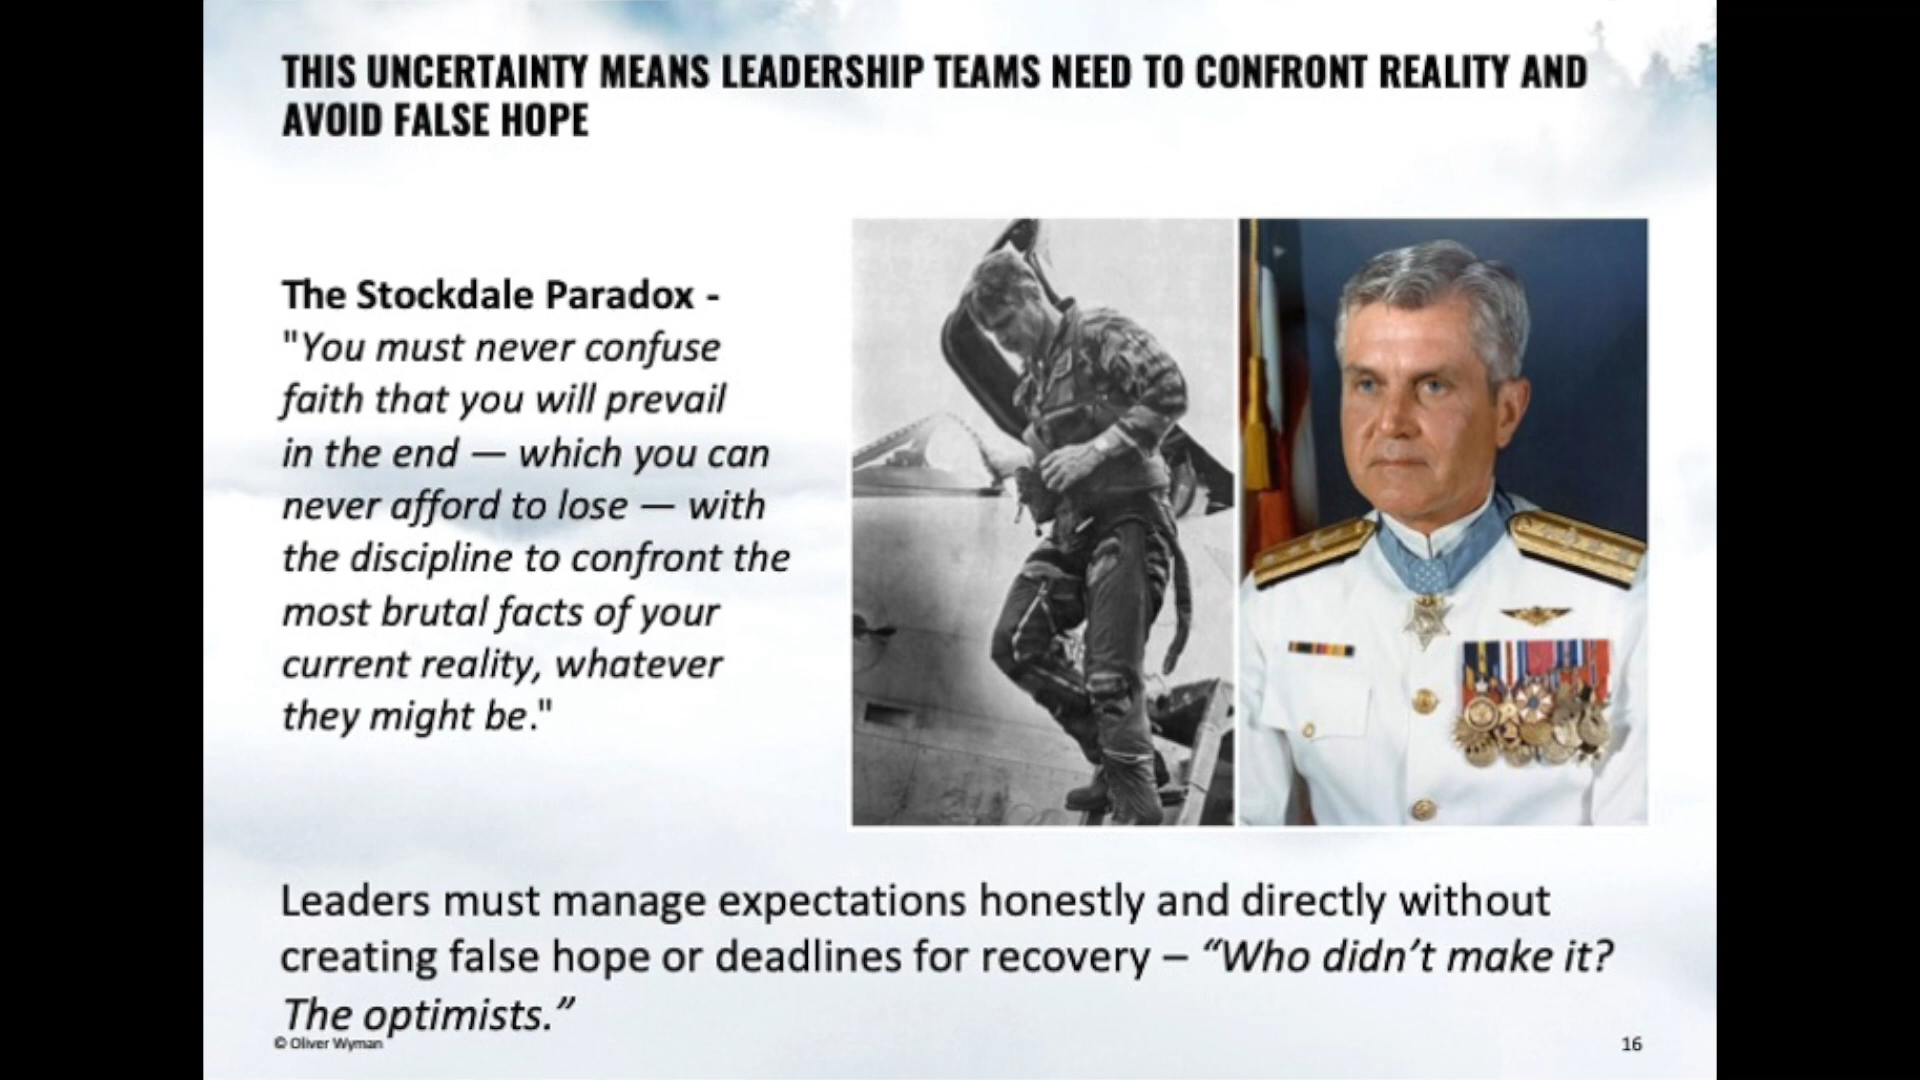 THIS UNCERTAINTY MEANS LEADERSHIP TEAMS NEED TO CONFRONT REALITY AND
AVOID FALSE HOPE
The Stockdale Paradox -
"You must never confuse
faith that you will prevail
in the end — which you can
never afford to lose — with
the discipline to confront the
most brutal facts of your
current reality, whatever
they might be."
Leaders must manage expectations honestly and directly without
creating false hope or deadlines for recovery – “Who didn’t make it?
The optimists.”
© Oliver Wyman
16